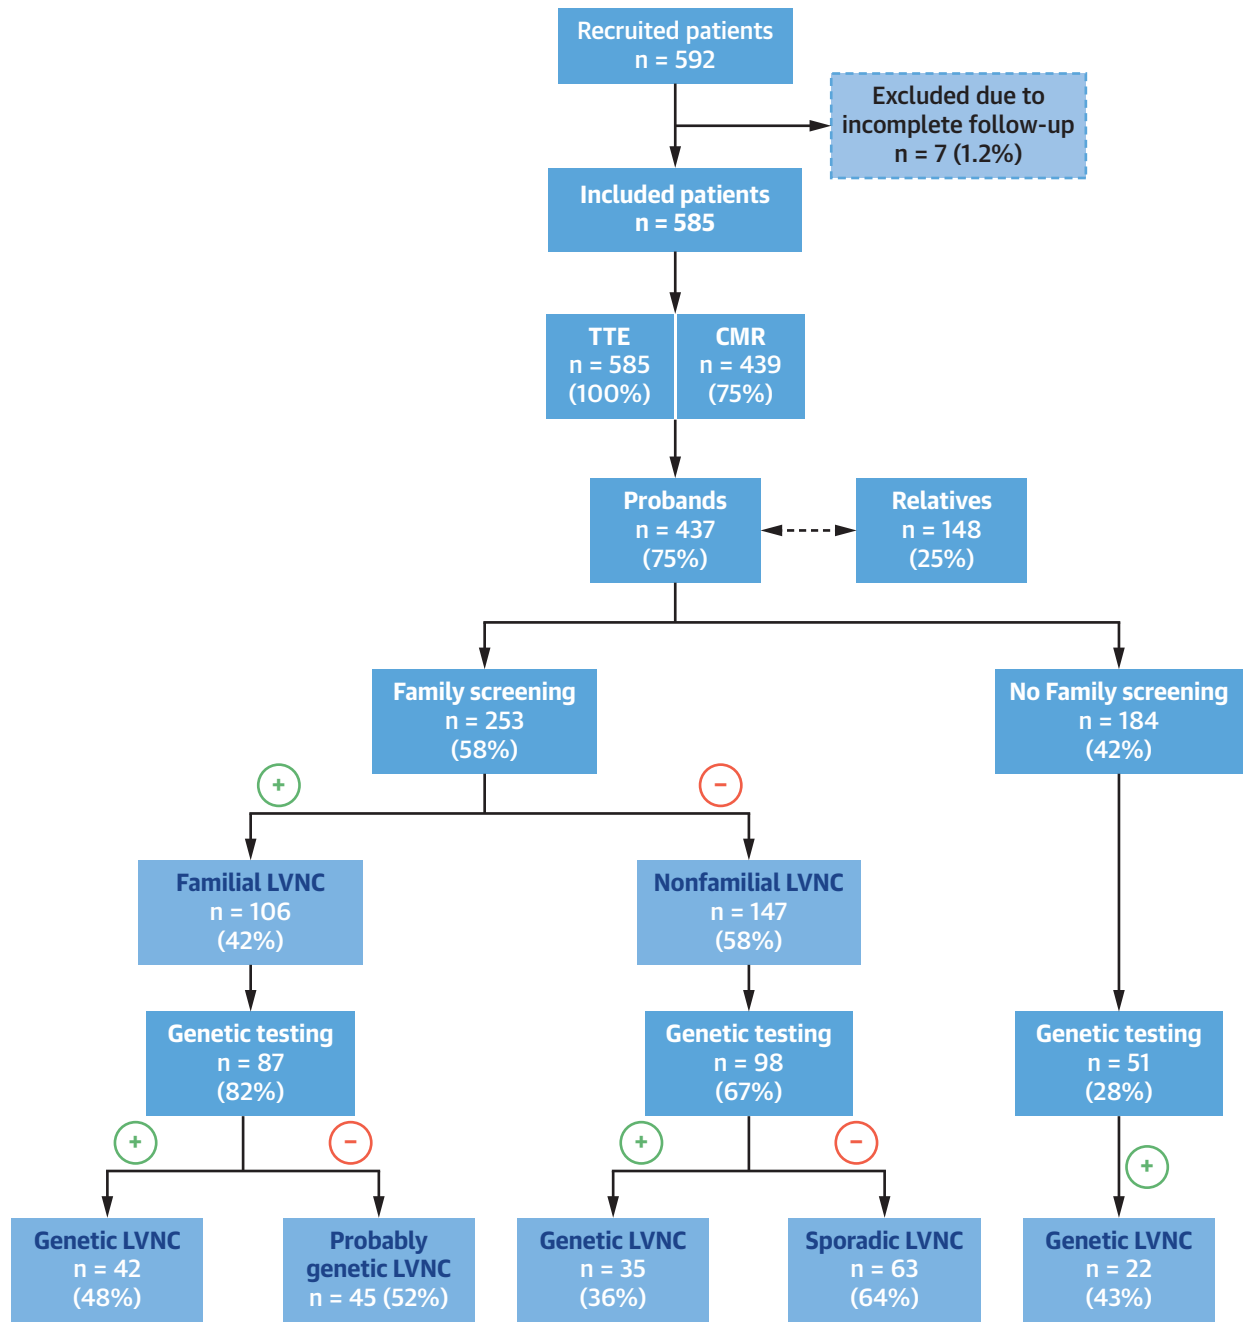 Recruited patients
n = 592
Excluded due to
incomplete follow-up
n = 7 (1.2%)
Included patients
n = 585
TTE
n = 585
(100%)
CMR
n = 439
(75%)
Probands
n = 437
(75%)
Relatives
n = 148
(25%)
Family screening
n = 253
(58%)
No Family screening
n = 184
(42%)
+
−
Familial LVNC
n = 106
(42%)
Nonfamilial LVNC
n = 147
(58%)
Genetic testing
n = 87
(82%)
Genetic testing
n = 98
(67%)
Genetic testing
n = 51
(28%)
+
−
+
−
+
Genetic LVNC
n = 42
(48%)
Probably
genetic LVNC
n = 45 (52%)
Genetic LVNC
n = 35
(36%)
Sporadic LVNC
n = 63
(64%)
Genetic LVNC
n = 22
(43%)